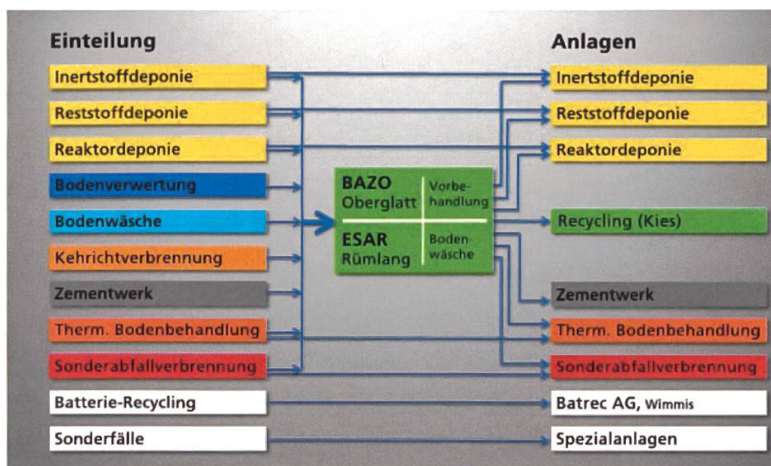 Einteilung
Inertstoffdeponie
Reststoffdeponie
Reaktordeponie
Bodenverwertung
Bodenwäsche
Kehrichtverbrennung
Zementwerk
Therm. Bodenbehandlung
Sonderabfallverbrennung
Batterie-Recycling
Sonderfälle
BAZO
Oberglatt
Vorbe-
handlung
ESAR
Rümlang
Boden-
wäsche
Anlagen
Inertstoffdeponie
Reststoffdeponie
Reaktordeponie
Recycling (Kies)
Zementwerk
Therm. Bodenbehandlung
Sonderabfallverbrennung
Batrec AG, Wimmis
Spezialanlagen